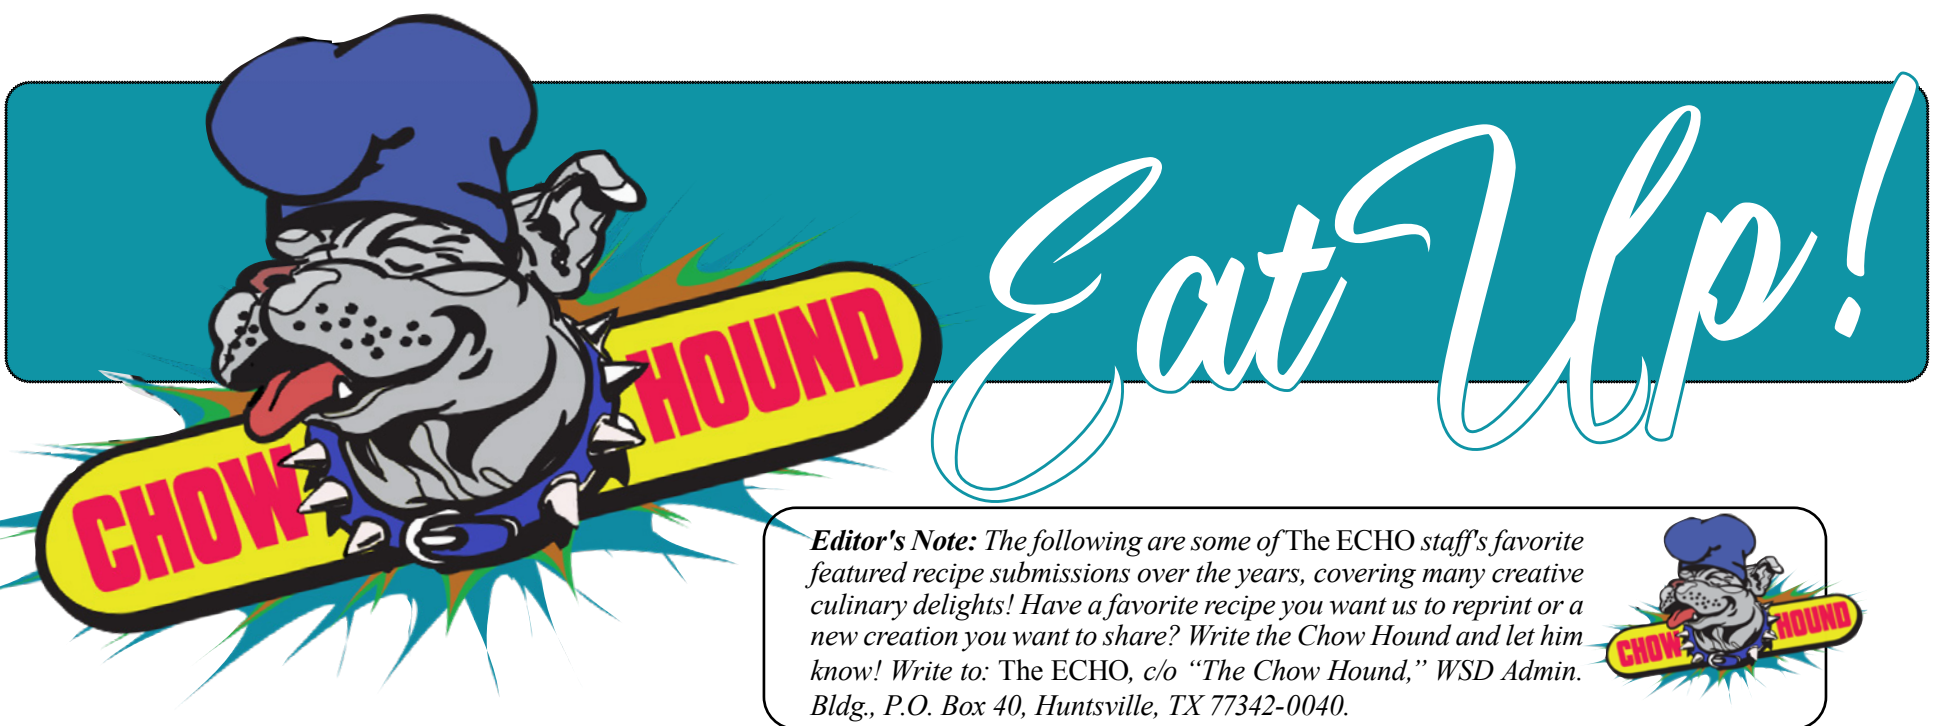 Eat Up!
CHOW HOUND
Editor's Note: The following are some of The ECHO staff's favorite
featured recipe submissions over the years, covering many creative
culinary delights! Have a favorite recipe you want us to reprint or a
new creation you want to share? Write the Chow Hound and let him
know! Write to: The ECHO, c/o “The Chow Hound,” WSD Admin.
Bldg., P.O. Box 40, Huntsville, TX 77342-0040.
CHOW HOUND